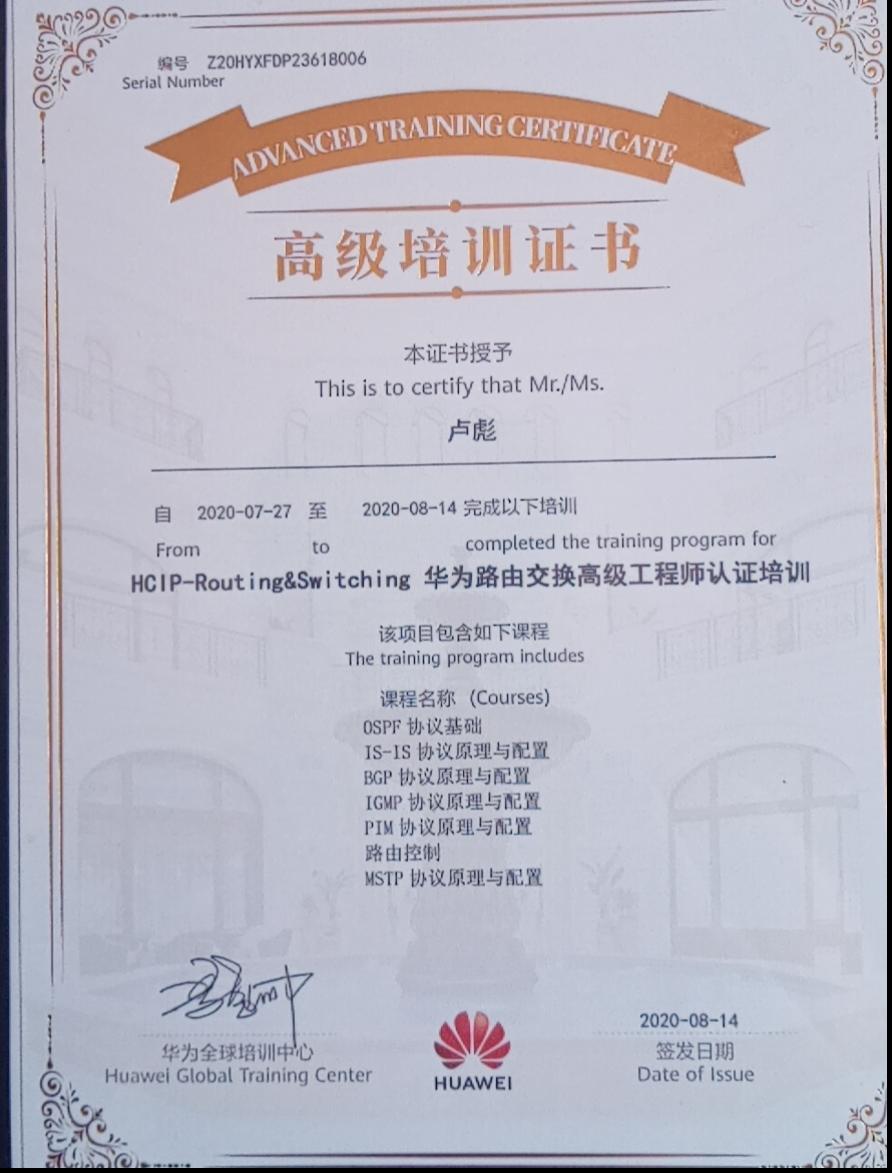 编号 Z20HYXFDP23618006
Serial Number
ADVANCED TRAINING CERTIFICATE
高级培训证书
本证书授予
This is to certify that Mr./Ms.
卢彪
自 2020-07-27 至 2020-08-14 完成以下培训
From to completed the training program for
HCIP-Routing&Switching 华为路由交换高级工程师认证培训
该项目包含如下课程
The training program includes
课程名称 (Courses)
OSPF 协议基础
IS-IS 协议原理与配置
BGP 协议原理与配置
IGMP 协议原理与配置
PIM 协议原理与配置
路由控制
MSTP 协议原理与配置
华为全球培训中心
Huawei Global Training Center
HUAWEI
2020-08-14
签发日期
Date of Issue